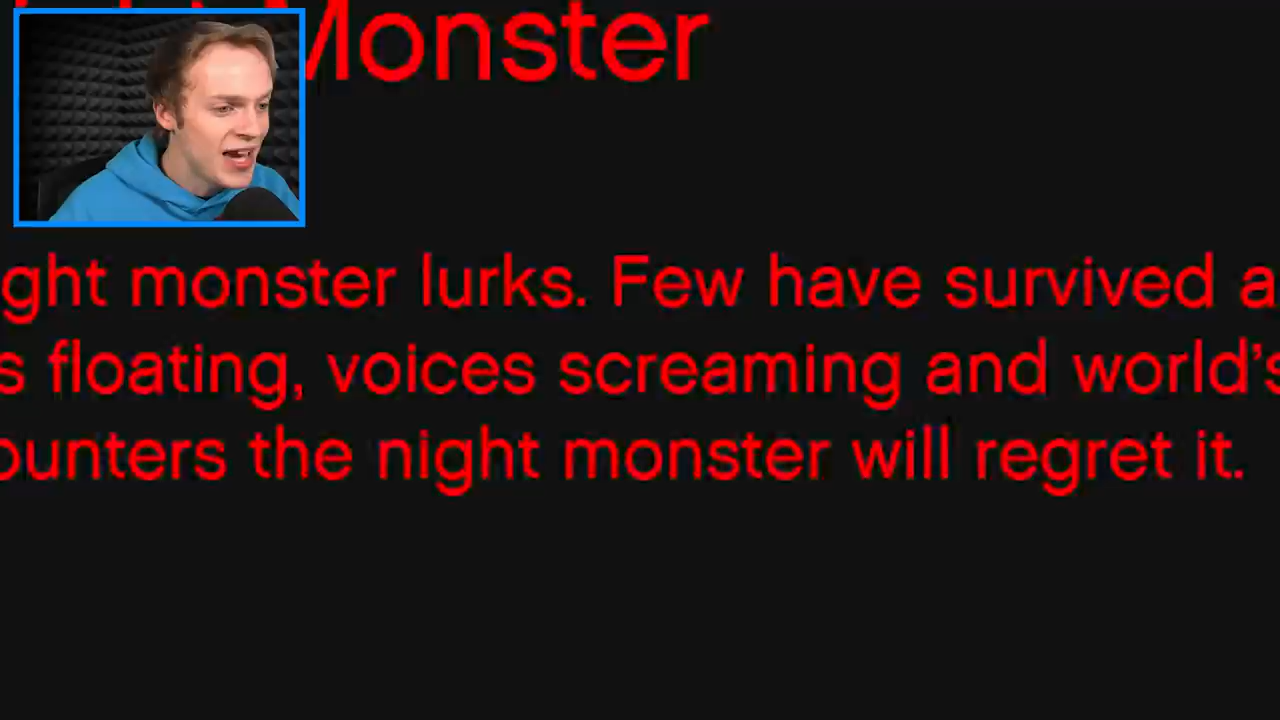 Monster
ght monster lurks. Few have survived a
s floating, voices screaming and world's
ounters the night monster will regret it.